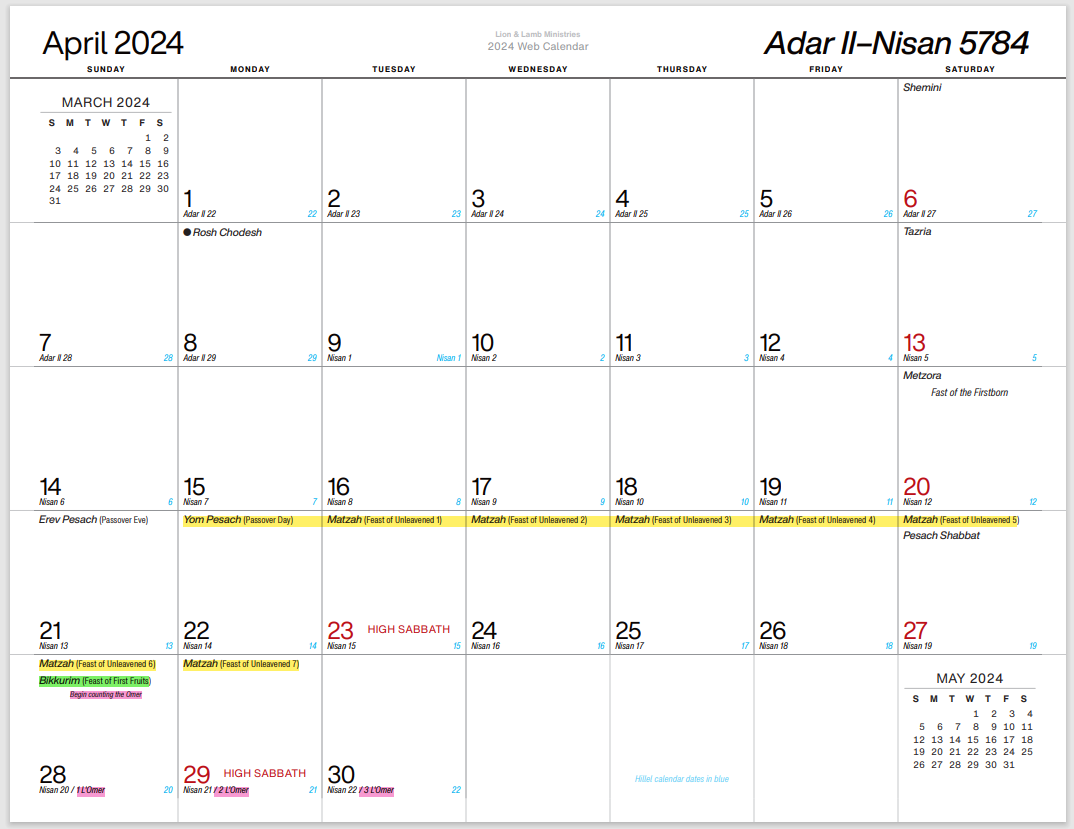 April 2024
Lion & Lamb Ministries
2024 Web Calendar
Adar II–Nisan 5784
SUNDAY MONDAY TUESDAY WEDNESDAY THURSDAY FRIDAY SATURDAY
MARCH 2024
S M T W T F S
1 2
3 4 5 6 7 8 9
10 11 12 13 14 15 16
17 18 19 20 21 22 23
24 25 26 27 28 29 30
31
Shemini
1 2 3 4 5 6
Adar II 22 22 Adar II 23 23 Adar II 24 24 Adar II 25 25 Adar II 26 26 Adar II 27 27
● Rosh Chodesh Tazria
7 8 9 10 11 12 13
Adar II 28 28 Adar II 29 29 Nisan 1 Nisan 1 Nisan 2 2 Nisan 3 3 Nisan 4 4 Nisan 5 5
Metzora
Fast of the Firstborn
14 15 16 17 18 19 20
Nisan 6 6 Nisan 7 7 Nisan 8 8 Nisan 9 9 Nisan 10 10 Nisan 11 11 Nisan 12 12
Erev Pesach (Passover Eve) Yom Pesach (Passover Day) Matzah (Feast of Unleavened 1) Matzah (Feast of Unleavened 2) Matzah (Feast of Unleavened 3) Matzah (Feast of Unleavened 4) Matzah (Feast of Unleavened 5)
Pesach Shabbat
21 22 23 HIGH SABBATH 24 25 26 27
Nisan 13 13 Nisan 14 14 Nisan 15 15 Nisan 16 16 Nisan 17 17 Nisan 18 18 Nisan 19 19
Matzah (Feast of Unleavened 6) Matzah (Feast of Unleavened 7)
Bikkurim (Feast of First Fruits)
Begin counting the Omer
MAY 2024
S M T W T F S
1 2 3 4
5 6 7 8 9 10 11
12 13 14 15 16 17 18
19 20 21 22 23 24 25
26 27 28 29 30 31
28 29 HIGH SABBATH 30
Hillel calendar dates in blue
Nisan 20 / 1 L'Omer 20 Nisan 21 / 2 L'Omer 21 Nisan 22 / 3 L'Omer 22